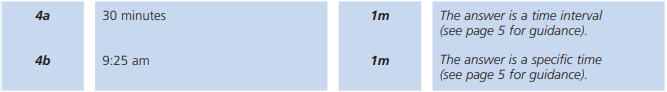 4a 30 minutes 1m The answer is a time interval
(see page 5 for guidance).
4b 9:25 am 1m The answer is a specific time
(see page 5 for guidance).